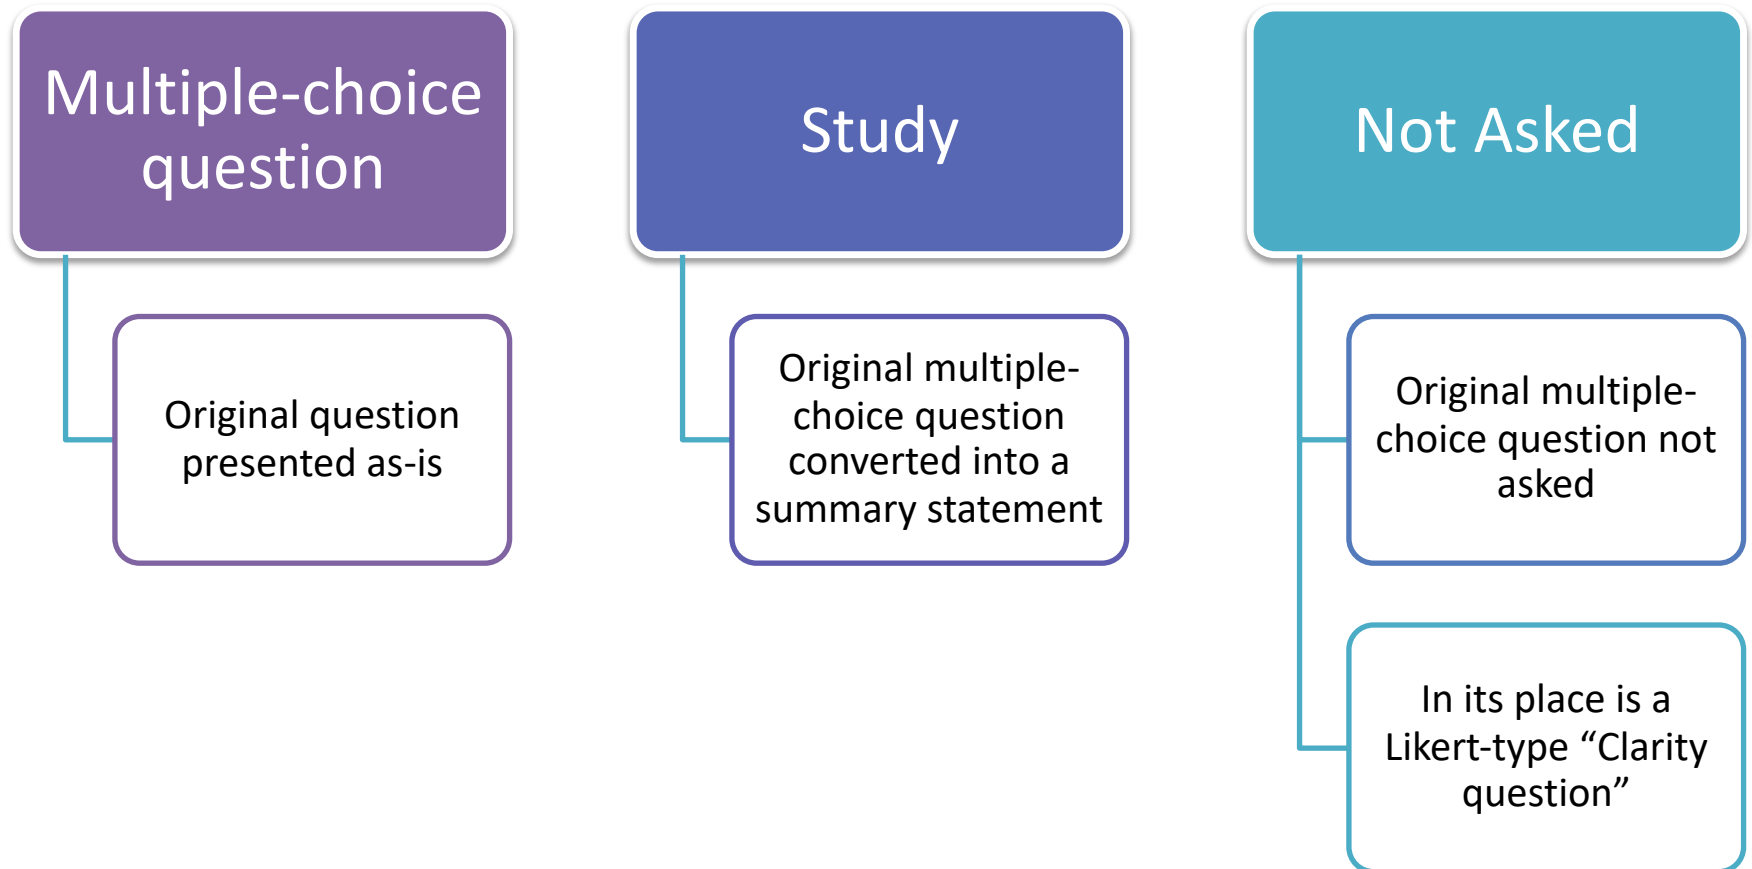 Multiple-choice
question
Original question
presented as-is
Study
Original multiple-
choice question
converted into a
summary statement
Not Asked
Original multiple-
choice question not
asked
In its place is a
Likert-type “Clarity
question”